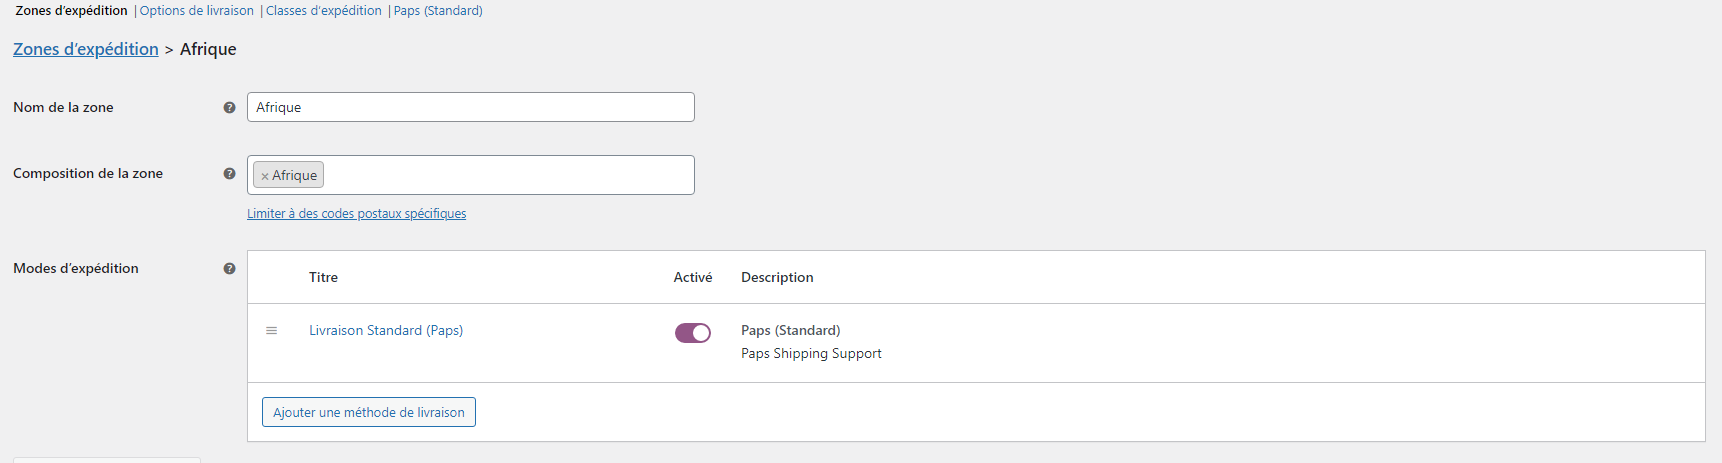 Zones d’expédition | Options de livraison | Classes d’expédition | Paps (Standard)
Zones d’expédition > Afrique
Nom de la zone ? Afrique
Composition de la zone ? × Afrique
Limiter à des codes postaux spécifiques
Modes d’expédition ?
Titre Activé Description
Livraison Standard (Paps) Paps (Standard)
Paps Shipping Support
Ajouter une méthode de livraison